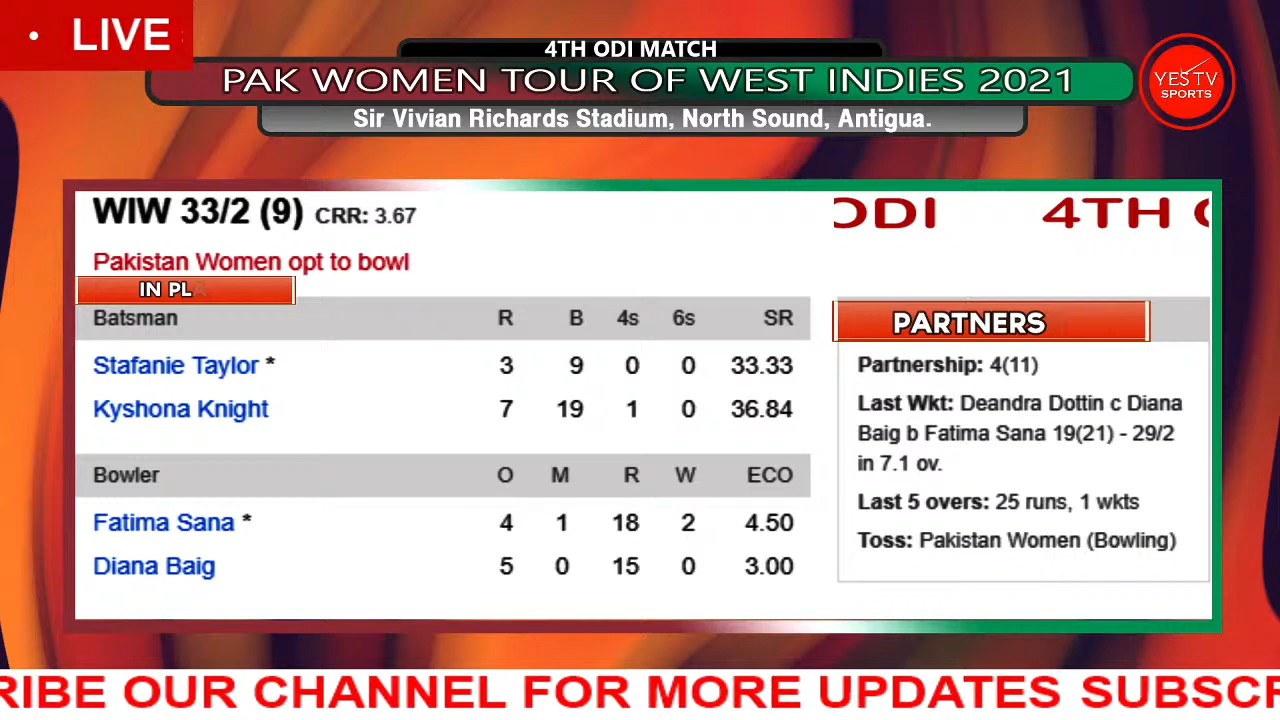 • LIVE
4TH ODI MATCH
PAK WOMEN TOUR OF WEST INDIES 2021
Sir Vivian Richards Stadium, North Sound, Antigua.
YESTV
SPORTS
WIW 33/2 (9) CRR: 3.67
ODI 4TH
Pakistan Women opt to bowl
IN PLA
Batsman R B 4s 6s SR
Stafanie Taylor * 3 9 0 0 33.33
Kyshona Knight 7 19 1 0 36.84
Bowler O M R W ECO
Fatima Sana * 4 1 18 2 4.50
Diana Baig 5 0 15 0 3.00
PARTNERS
Partnership: 4(11)
Last Wkt: Deandra Dottin c Diana
Baig b Fatima Sana 19(21) - 29/2
in 7.1 ov.
Last 5 overs: 25 runs, 1 wkts
Toss: Pakistan Women (Bowling)
RIBE OUR CHANNEL FOR MORE UPDATES SUBSCR